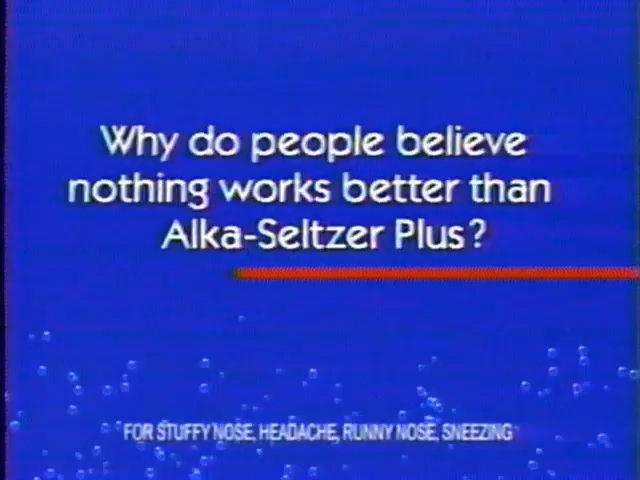 Why do people believe
nothing works better than
Alka-Seltzer Plus?
FOR STUFFY NOSE, HEADACHE, RUNNY NOSE, SNEEZING